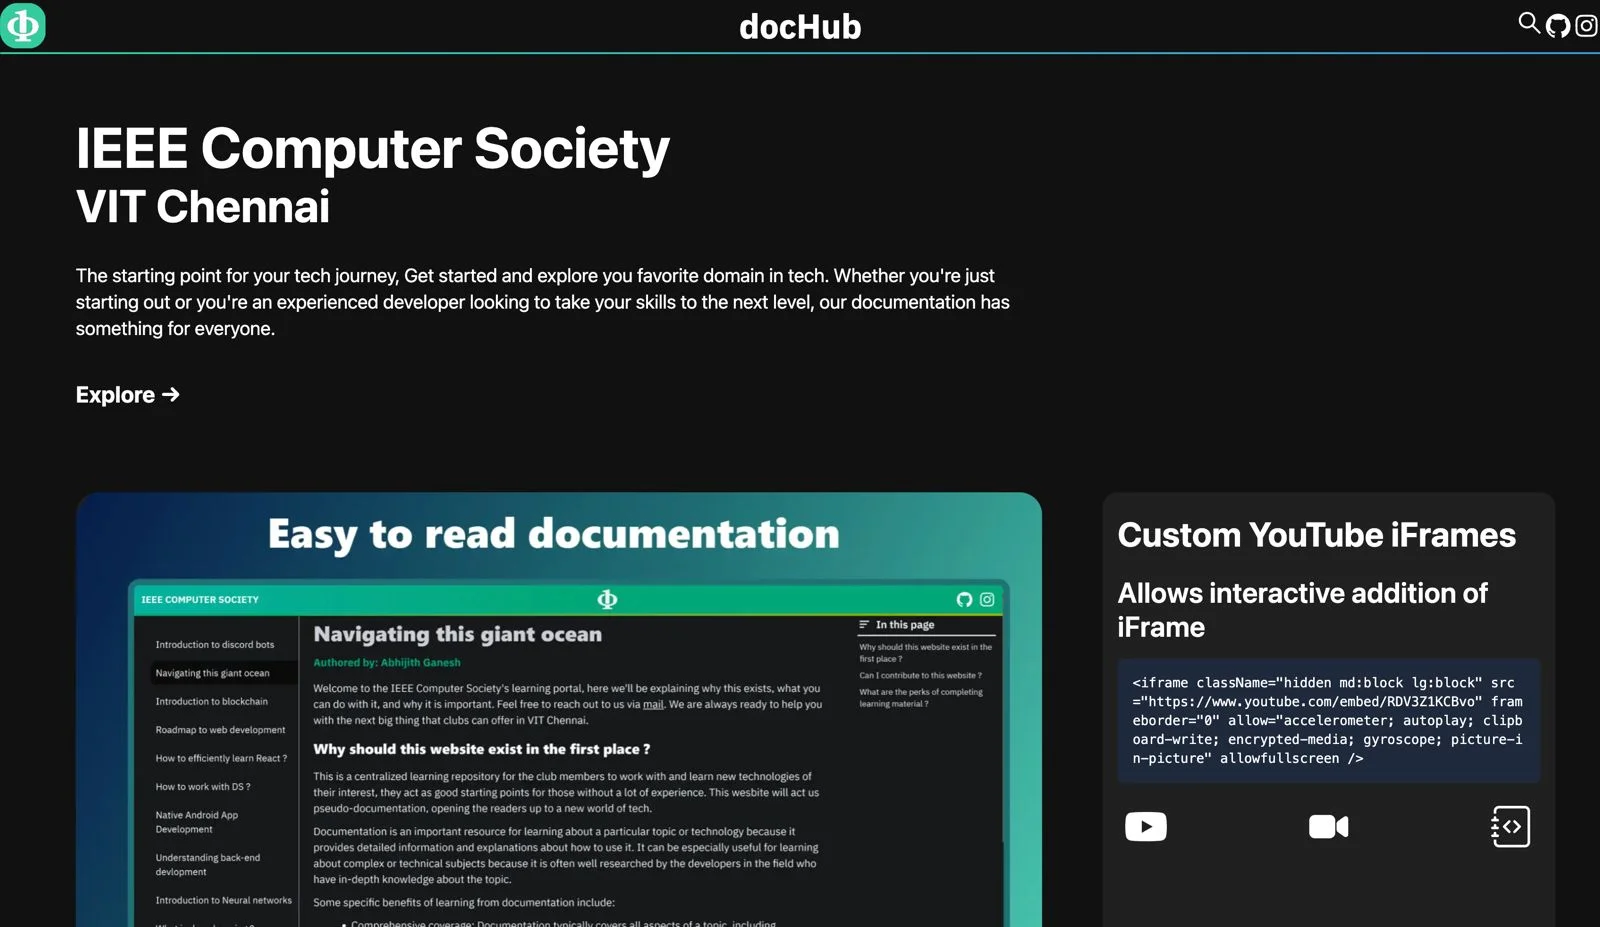 docHub
IEEE Computer Society
VIT Chennai
The starting point for your tech journey, Get started and explore you favorite domain in tech. Whether you're just
starting out or you're an experienced developer looking to take your skills to the next level, our documentation has
something for everyone.
Explore →
Easy to read documentation
IEEE COMPUTER SOCIETY
Introduction to discord bots
Navigating this giant ocean
Introduction to blockchain
Roadmap to web development
How to efficiently learn React ?
How to work with DS ?
Native Android App
Development
Understanding back-end
devlopment
Introduction to Neural networks
Navigating this giant ocean
Authored by: Abhijith Ganesh
Welcome to the IEEE Computer Society's learning portal, here we'll be explaining why this exists, what you
can do with it, and why it is important. Feel free to reach out to us via mail. We are always ready to help you
with the next big thing that clubs can offer in VIT Chennai.
Why should this website exist in the first place ?
This is a centralized learning repository for the club members to work with and learn new technologies of
their interest, they act as good starting points for those without a lot of experience. This wesbite will act us
pseudo-documentation, opening the readers up to a new world of tech.
Documentation is an important resource for learning about a particular topic or technology because it
provides detailed information and explanations about how to use it. It can be especially useful for learning
about complex or technical subjects because it is often well researched by the developers in the field who
have in-depth knowledge about the topic.
Some specific benefits of learning from documentation include:
• Comprehensive coverage: Documentation typically covers all aspects of a topic, including
In this page
Why should this website exist in the
first place ?
Can I contribute to this website ?
What are the perks of completing
learning material ?
Custom YouTube iFrames
Allows interactive addition of
iFrame
<iframe className="hidden md:block lg:block" src
="https://www.youtube.com/embed/RDV3Z1KCBvo" fram
eborder="0" allow="accelerometer; autoplay; clipb
oard-write; encrypted-media; gyroscope; picture-i
n-picture" allowfullscreen />